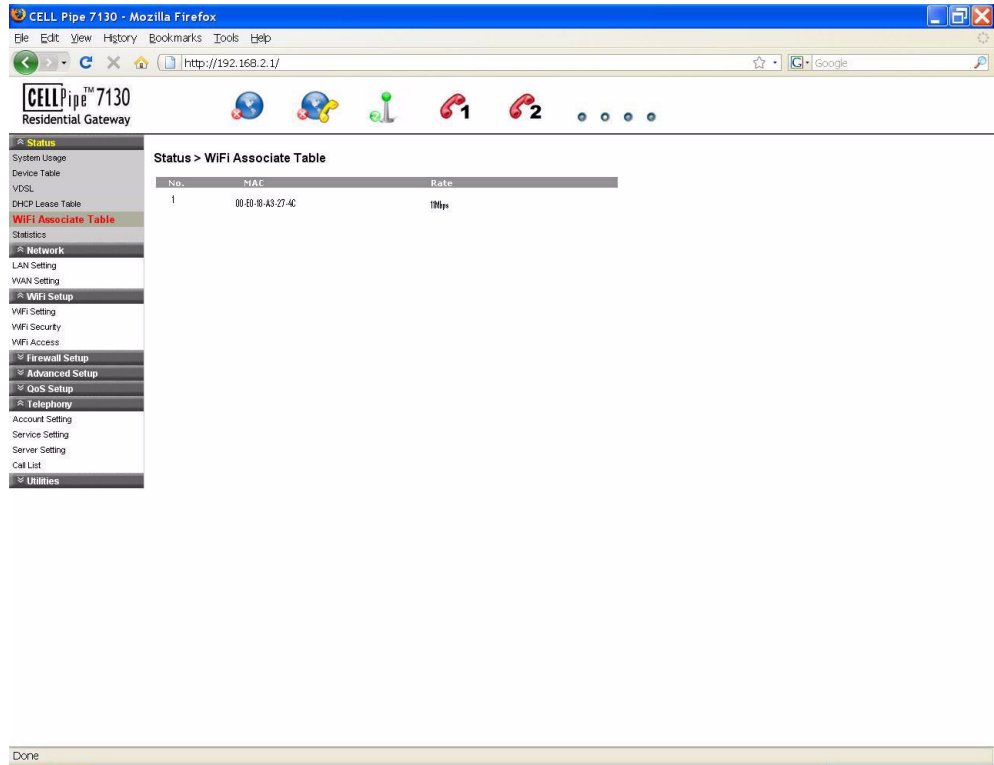 CELL Pipe 7130 - Mozilla Firefox
File Edit View History Bookmarks Tools Help
http://192.168.2.1/
G Google
CELLPipe™ 7130
Residential Gateway
1
2
Status
System Usage
Device Table
VDSL
DHCP Lease Table
WiFi Associate Table
Statistics
Network
LAN Setting
WAN Setting
WiFi Setup
WiFi Setting
WiFi Security
WiFi Access
Firewall Setup
Advanced Setup
QoS Setup
Telephony
Account Setting
Service Setting
Server Setting
Call List
Utilities
Status > WiFi Associate Table
No. MAC Rate
1 00-E0-18-A3-27-4C 11Mbps
Done